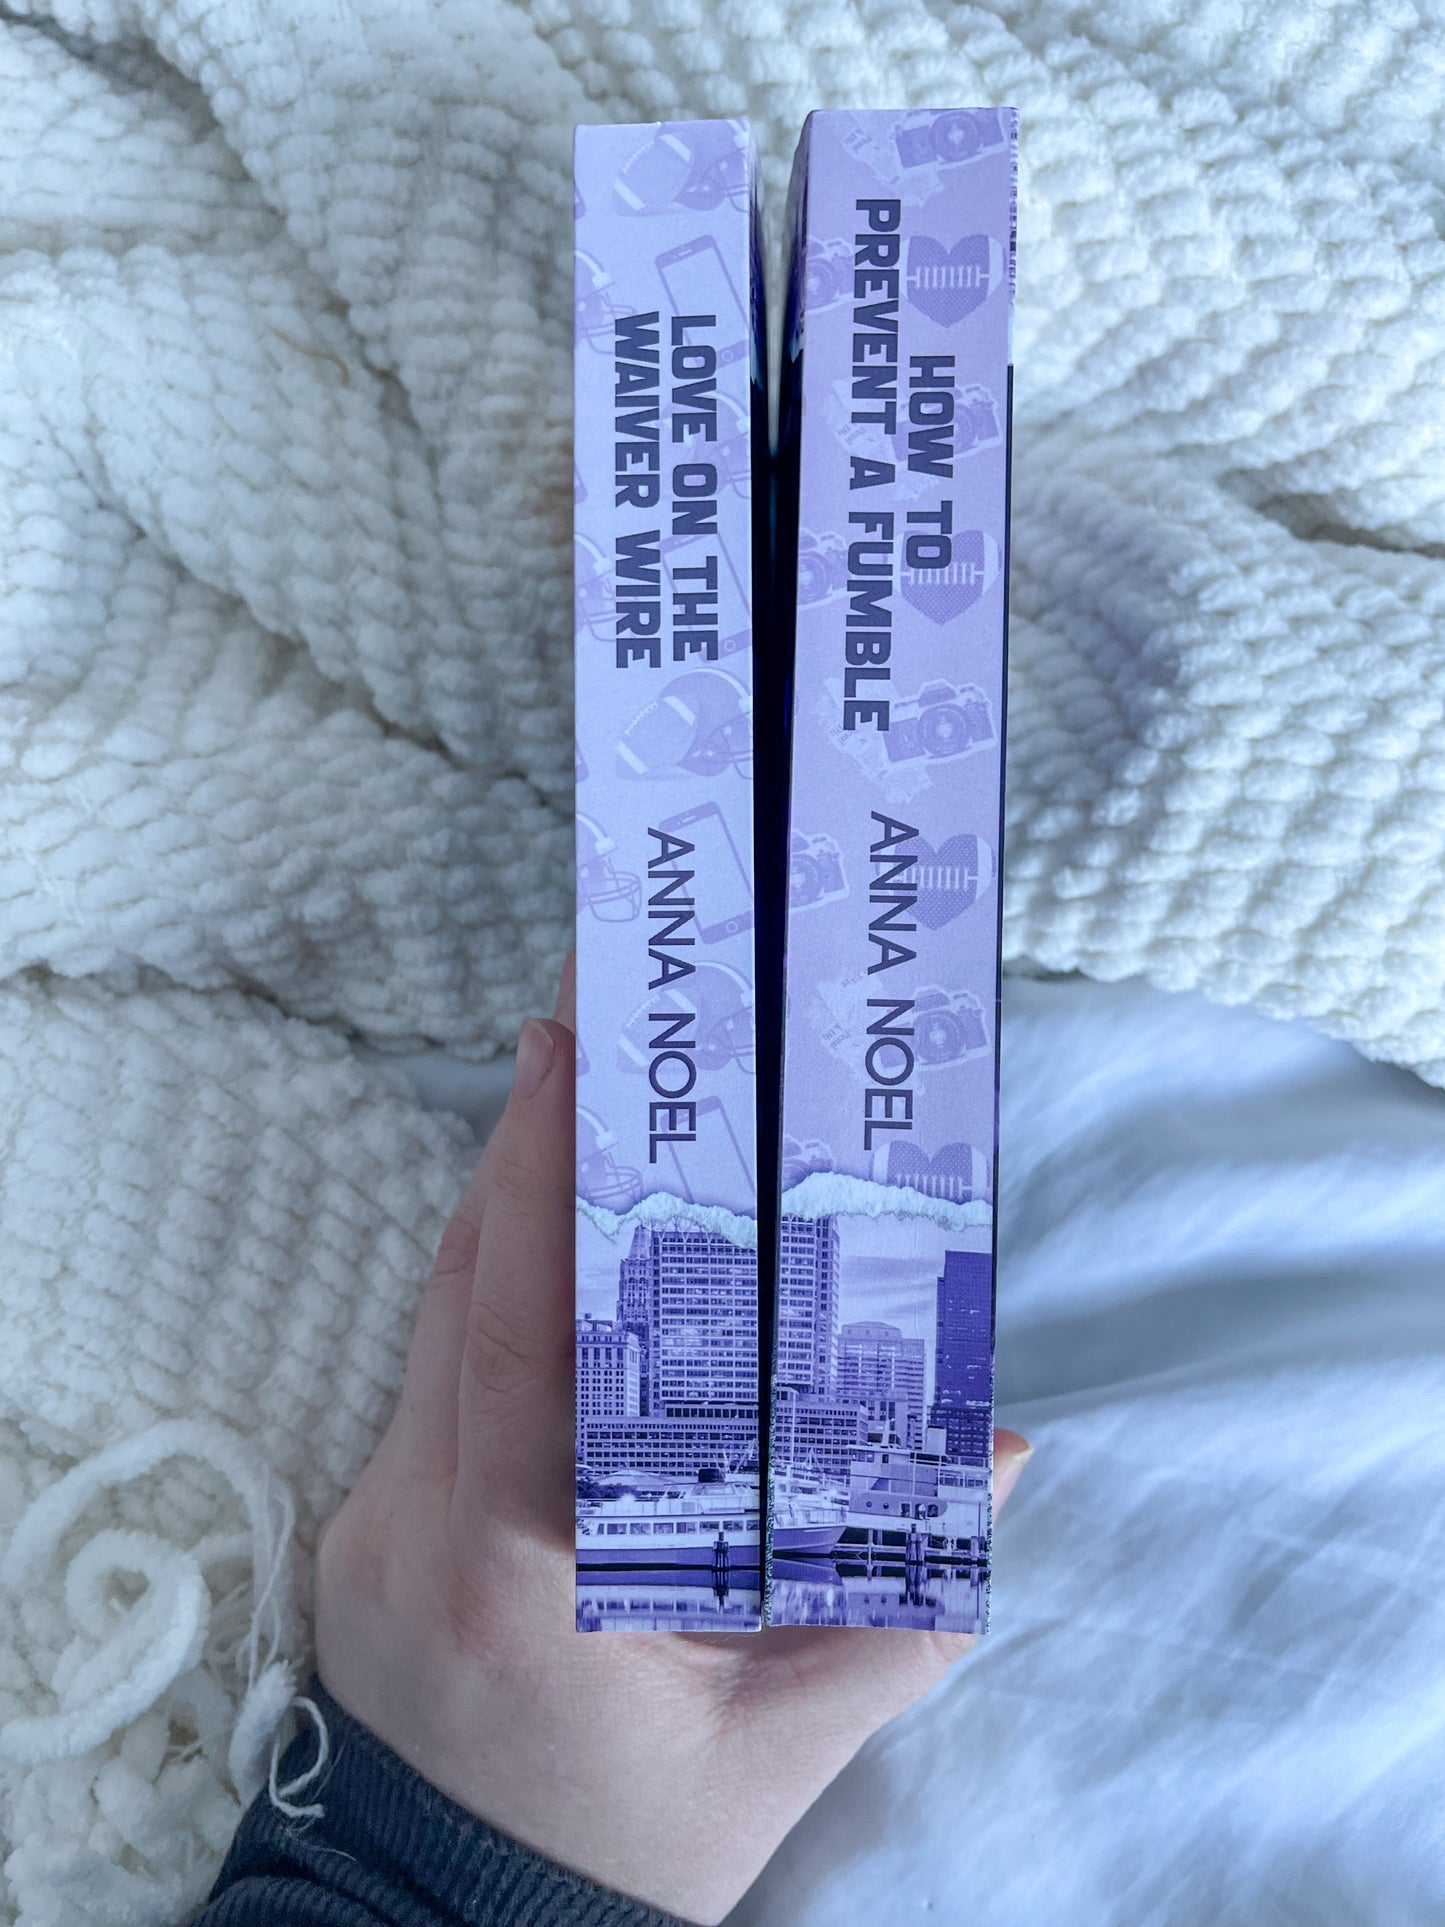 LOVE ON THE
WAIVER WIRE
ANNA NOEL
HOW TO
PREVENT A FUMBLE
ANNA NOEL